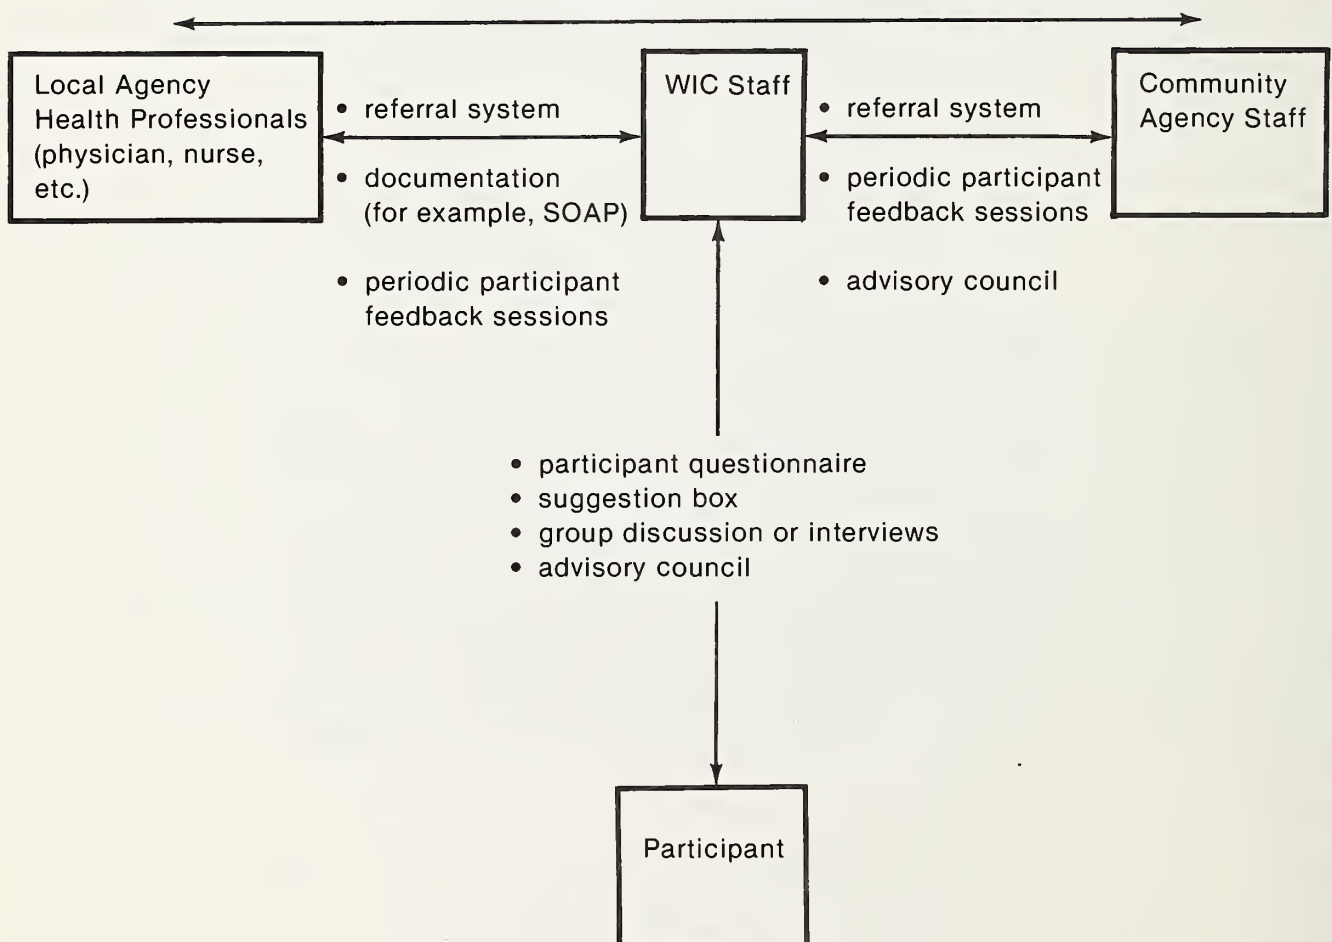 Local Agency
Health Professionals
(physician, nurse,
etc.)
• referral system
• documentation
(for example, SOAP)
• periodic participant
feedback sessions
WIC Staff
• referral system
• periodic participant
feedback sessions
• advisory council
Community
Agency Staff
• participant questionnaire
• suggestion box
• group discussion or interviews
• advisory council
Participant